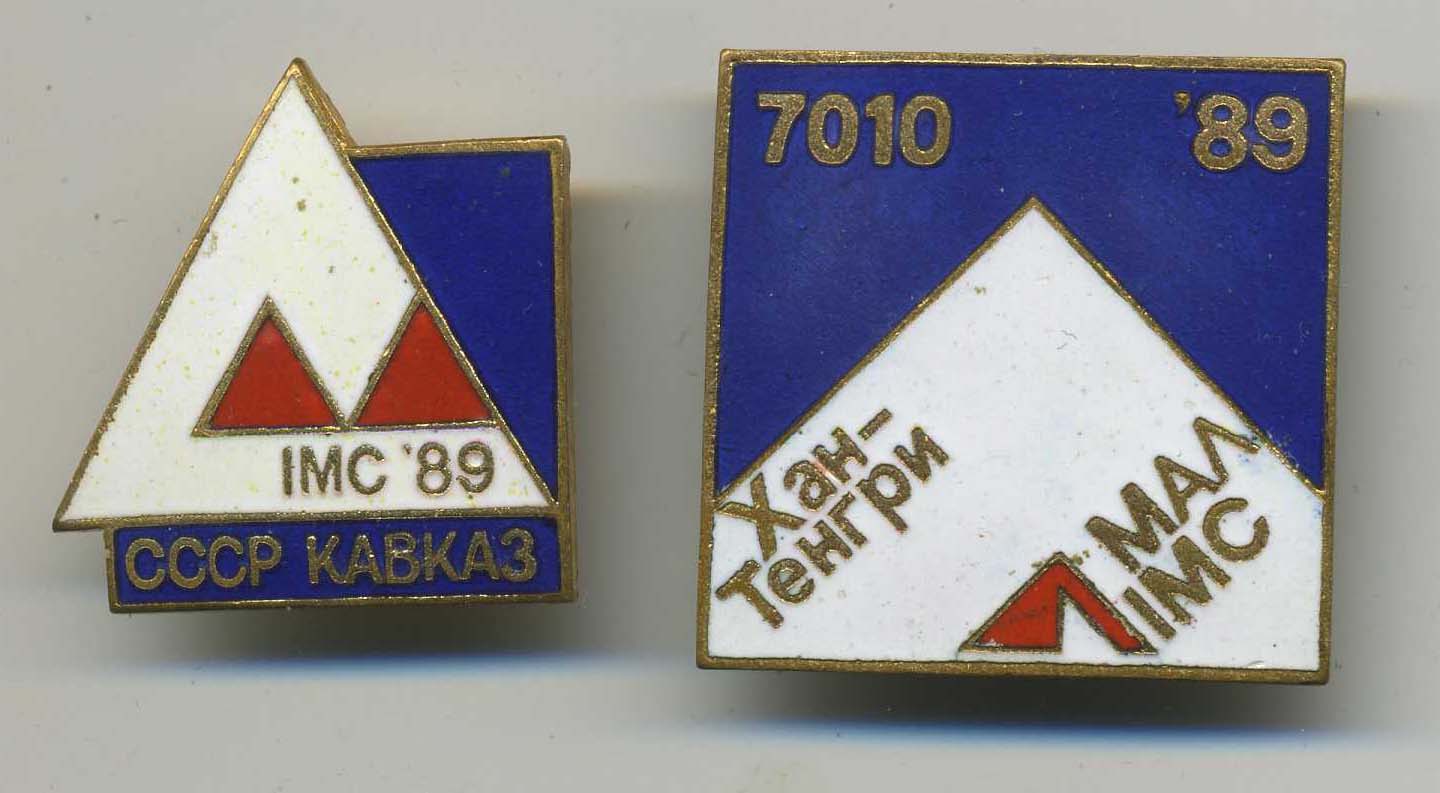 IMC '89
СССР КАВКАЗ
7010 '89
Хан-
Тенгри
МАЛ
IMC